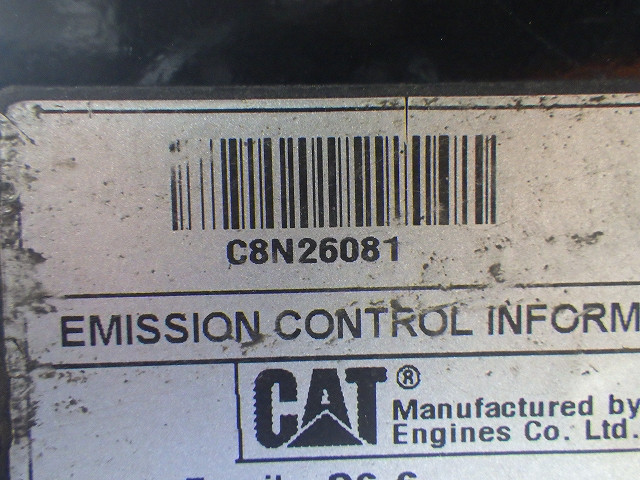 C8N26081
EMISSION CONTROL INFORM
CAT®
Manufactured by
Engines Co. Ltd.